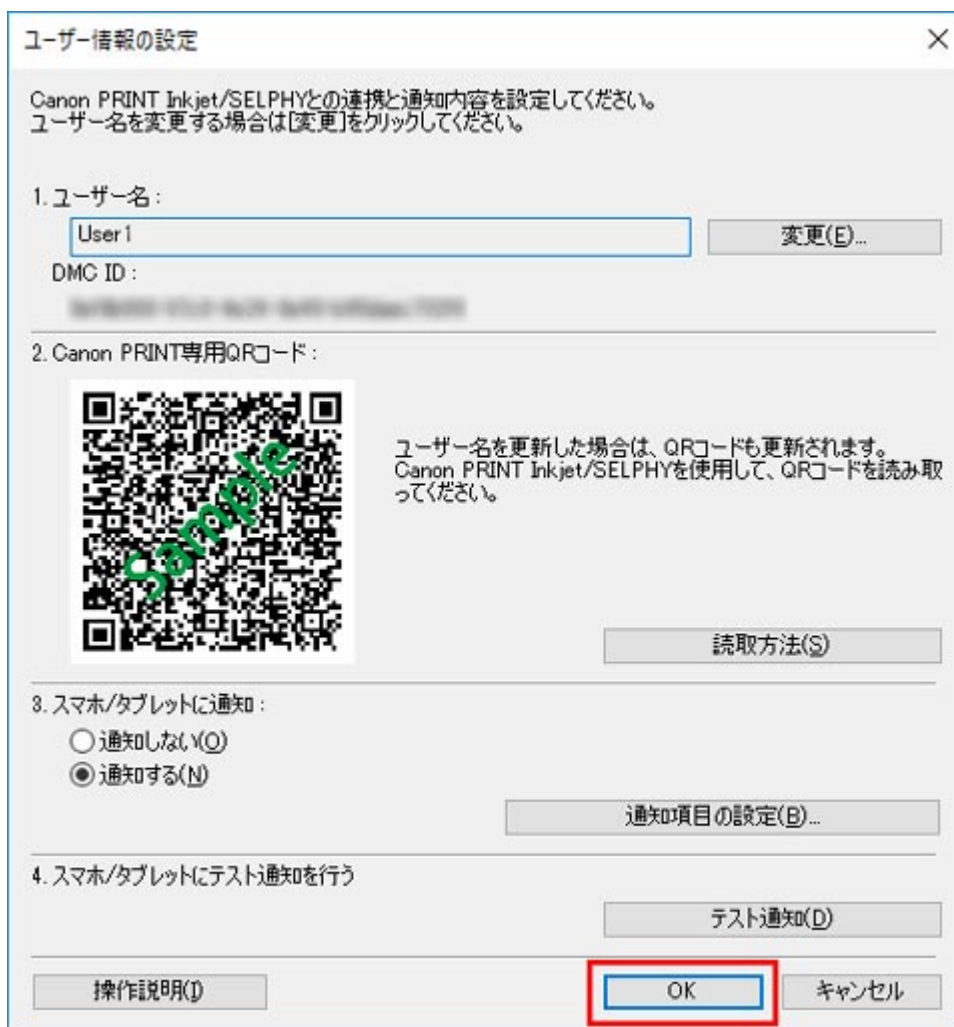 ユーザー情報の設定
Canon PRINT Inkjet/SELPHYとの連携と通知内容を設定してください。
ユーザー名を変更する場合は[変更]をクリックしてください。
1. ユーザー名 :
User1
変更(E)...
DMC ID :
2. Canon PRINT専用QRコード :
Sample
ユーザー名を更新した場合は、QRコードも更新されます。
Canon PRINT Inkjet/SELPHYを使用して、QRコードを読み取
ってください。
読取方法(S)
3. スマホ/タブレットに通知 :
通知しない(O)
通知する(N)
通知項目の設定(B)...
4. スマホ/タブレットにテスト通知を行う
テスト通知(D)
操作説明(I)
OK
キャンセル